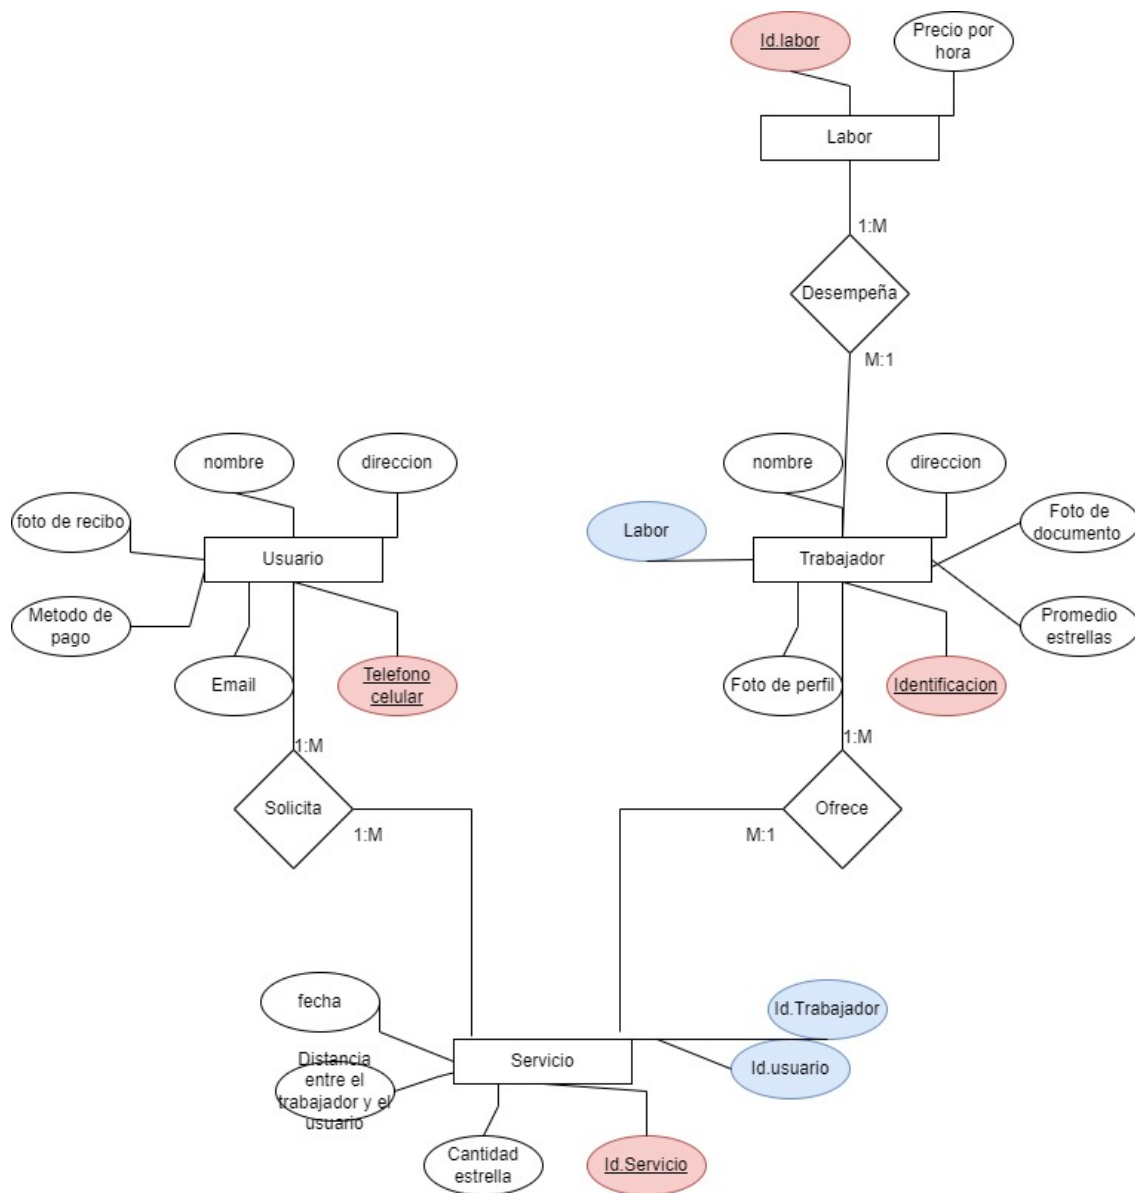 Id.labor
Precio por
hora
Labor
1:M
Desempeña
M:1
nombre
direccion
nombre
direccion
foto de recibo
Labor
Foto de
documento
Usuario
Trabajador
Metodo de
pago
Promedio
estrellas
Email
Telefono
celular
Foto de perfil
Identificacion
1:M
1:M
Solicita
Ofrece
1:M
M:1
fecha
Id.Trabajador
Servicio
Distancia
entre el
trabajador y el
usuario
Id.usuario
Cantidad
estrella
Id.Servicio